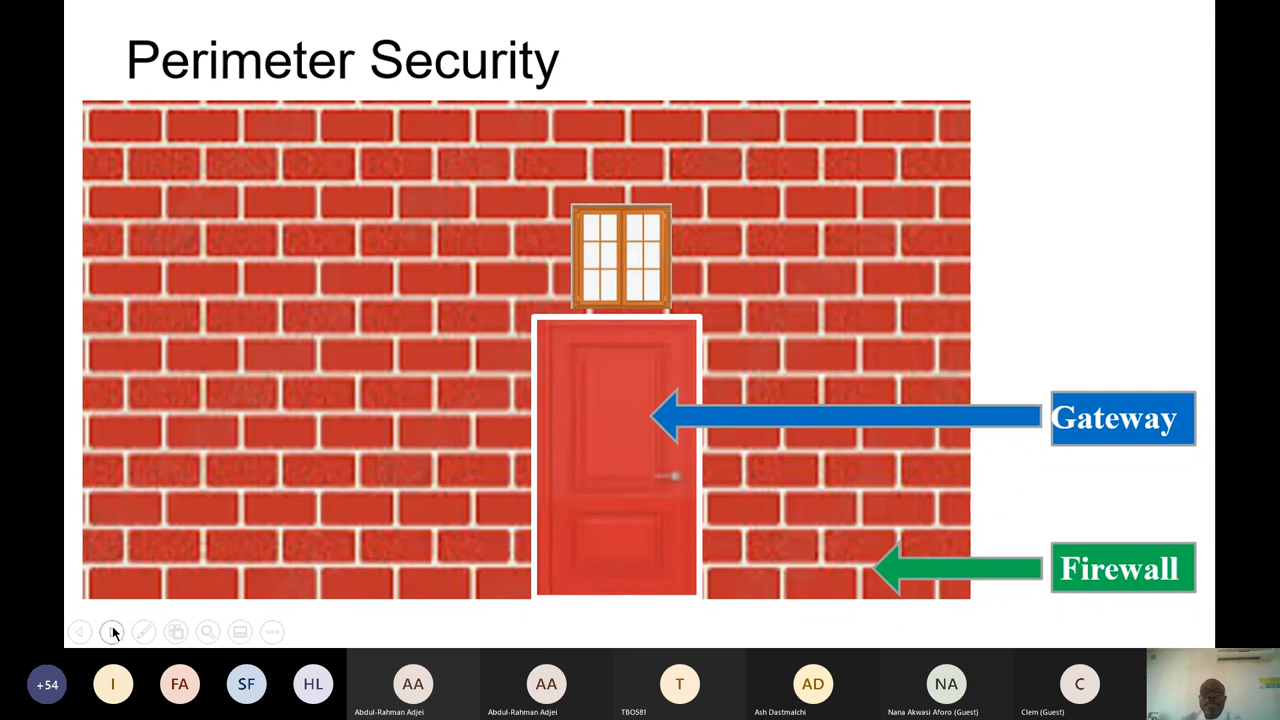 Perimeter Security
Gateway
Firewall
+54
I
FA
SF
HL
AA
AA
T
AD
NA
C
Abdul-Rahman Adjei
Abdul-Rahman Adjei
TBO581
Ash Dastmalchi
Nana Akwasi Aforo (Guest)
Clem (Guest)